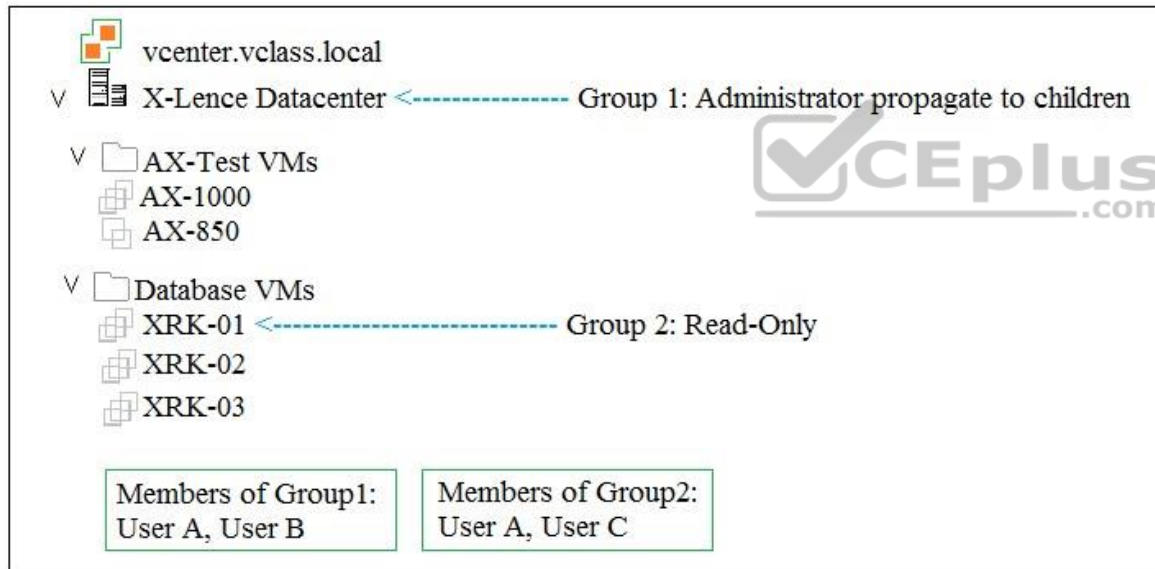 vcenter.vclass.local
X-Lence Datacenter Group 1: Administrator propagate to children
AX-Test VMs
AX-1000
AX-850
CEplus
.com
Database VMs
XRK-01 Group 2: Read-Only
XRK-02
XRK-03
Members of Group1:
User A, User B
Members of Group2:
User A, User C